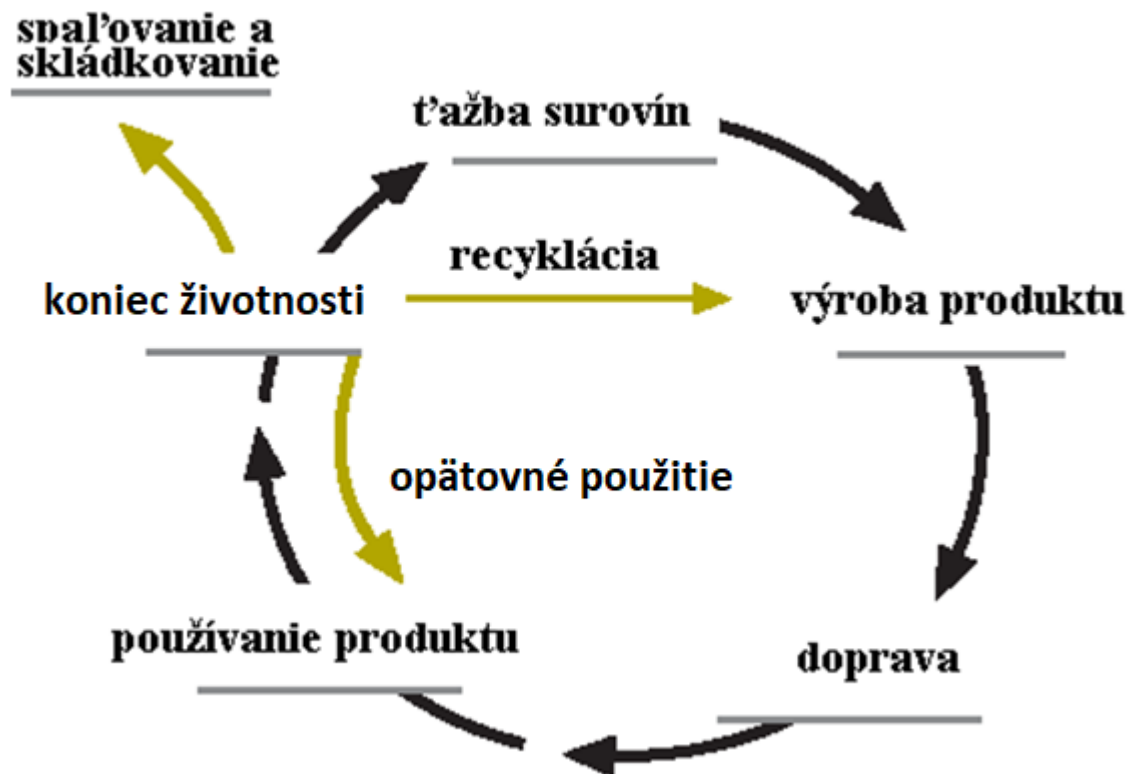 spaľovanie a
skládkovanie
ťažba surovín
recyklácia
koniec životnosti
výroba produktu
opätovné použitie
používanie produktu
doprava